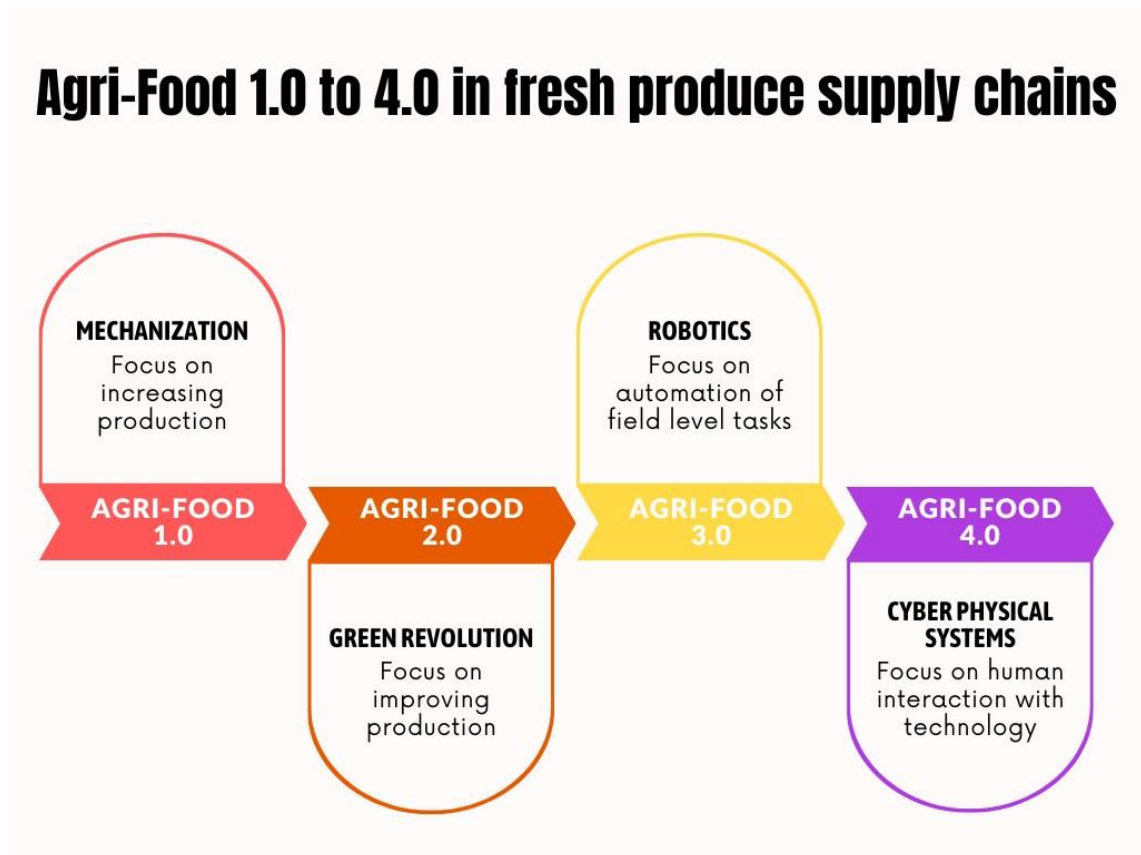 Agri-Food 1.0 to 4.0 in fresh produce supply chains
MECHANIZATION
Focus on
increasing
production
AGRI-FOOD
1.0
AGRI-FOOD
2.0
GREEN REVOLUTION
Focus on
improving
production
ROBOTICS
Focus on
automation of
field level tasks
AGRI-FOOD
3.0
AGRI-FOOD
4.0
CYBER PHYSICAL
SYSTEMS
Focus on human
interaction with
technology